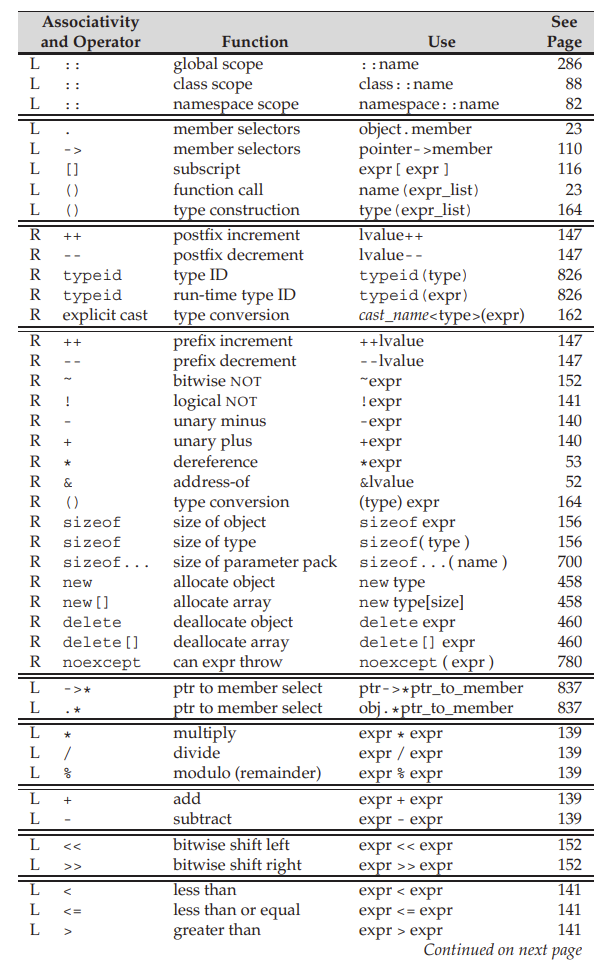 Associativity See
and Operator Function Use Page
L :: global scope ::name 286
L :: class scope class::name 88
L :: namespace scope namespace::name 82
L . member selectors object.member 23
L -> member selectors pointer->member 110
L [] subscript expr[ expr ] 116
L () function call name(expr_list) 23
L () type construction type(expr_list) 164
R ++ postfix increment lvalue++ 147
R -- postfix decrement lvalue-- 147
R typeid type ID typeid(type) 826
R typeid run-time type ID typeid(expr) 826
R explicit cast type conversion cast_name<type>(expr) 162
R ++ prefix increment ++lvalue 147
R -- prefix decrement --lvalue 147
R ~ bitwise NOT ~expr 152
R ! logical NOT !expr 141
R - unary minus -expr 140
R + unary plus +expr 140
R * dereference *expr 53
R & address-of &lvalue 52
R () type conversion (type) expr 164
R sizeof size of object sizeof expr 156
R sizeof size of type sizeof( type ) 156
R sizeof... size of parameter pack sizeof...( name ) 700
R new allocate object new type 458
R new[] allocate array new type[size] 458
R delete deallocate object delete expr 460
R delete[] deallocate array delete[] expr 460
R noexcept can expr throw noexcept ( expr ) 780
L ->* ptr to member select ptr->*ptr_to_member 837
L .* ptr to member select obj.*ptr_to_member 837
L * multiply expr * expr 139
L / divide expr / expr 139
L % modulo (remainder) expr % expr 139
L + add expr + expr 139
L - subtract expr - expr 139
L << bitwise shift left expr << expr 152
L >> bitwise shift right expr >> expr 152
L < less than expr < expr 141
L <= less than or equal expr <= expr 141
L > greater than expr > expr 141
Continued on next page